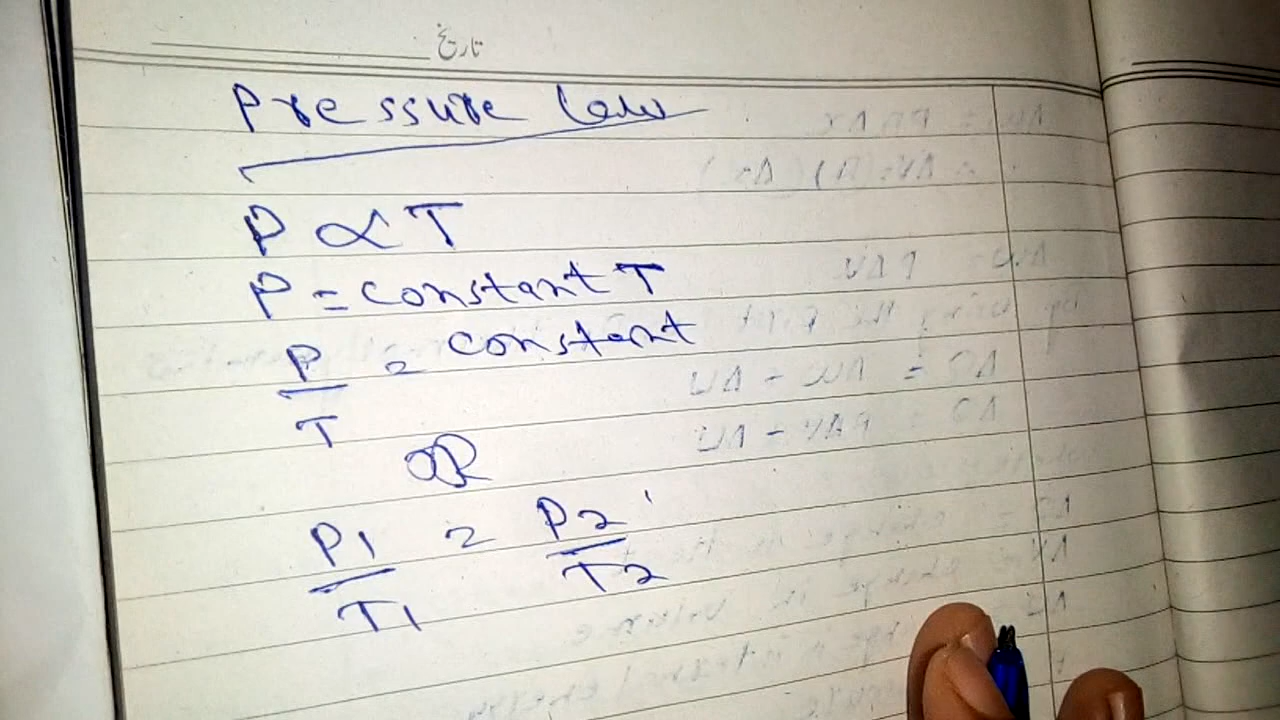 تاریخ
Pressure law
P ∝ T
P = constant T
P/T = constant
OR
P1/T1 = P2/T2